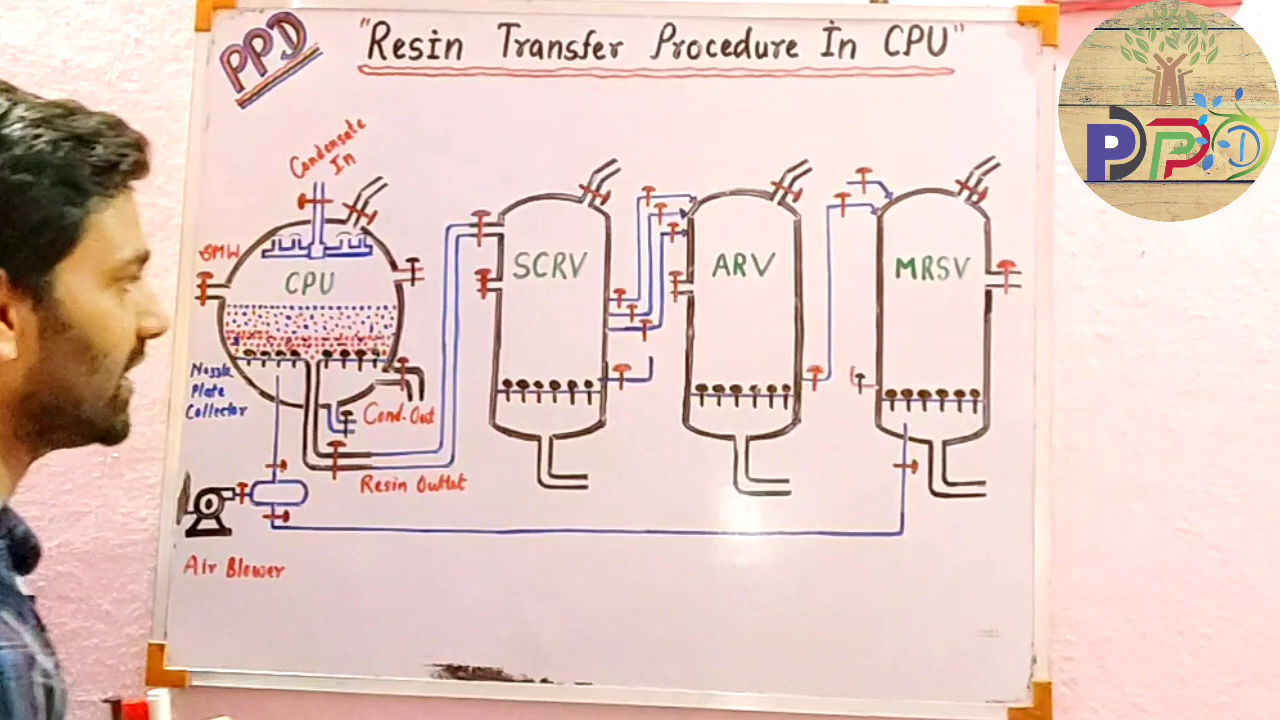 PPD
"Resin Transfer Procedure In CPU"
PPD
Condensate
In
DMW
CPU
SCRV
ARV
MRSV
Nozzle
Plate
Collector
Cond. Out
Resin Outlet
Air Blower